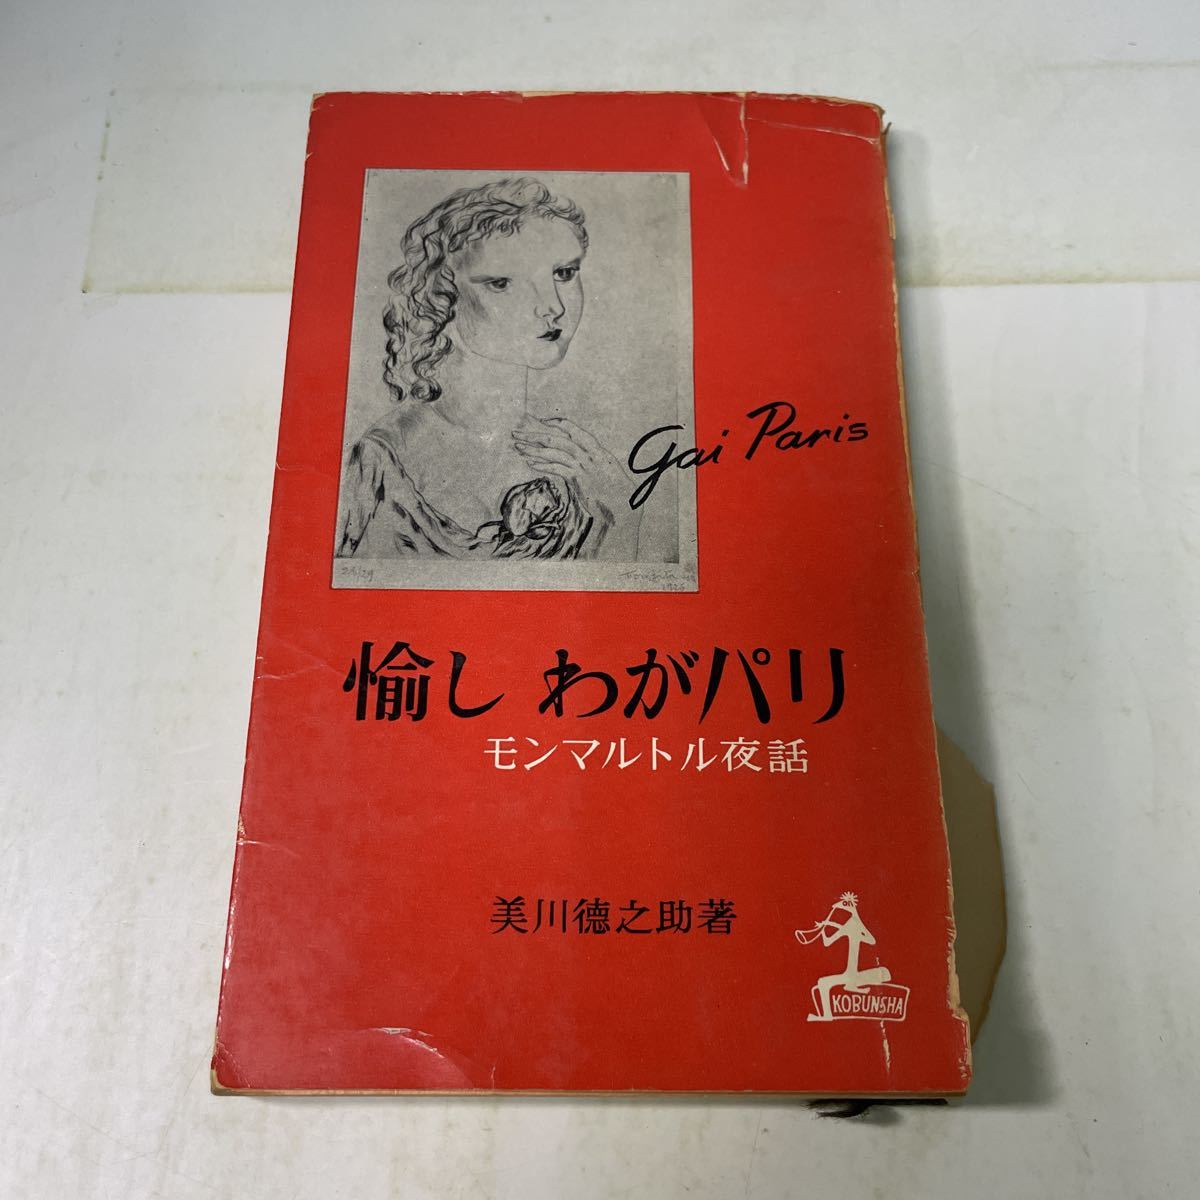 Gai Paris
愉し わがパリ
モンマルトル夜話
美川徳之助著
KOBUNSHA